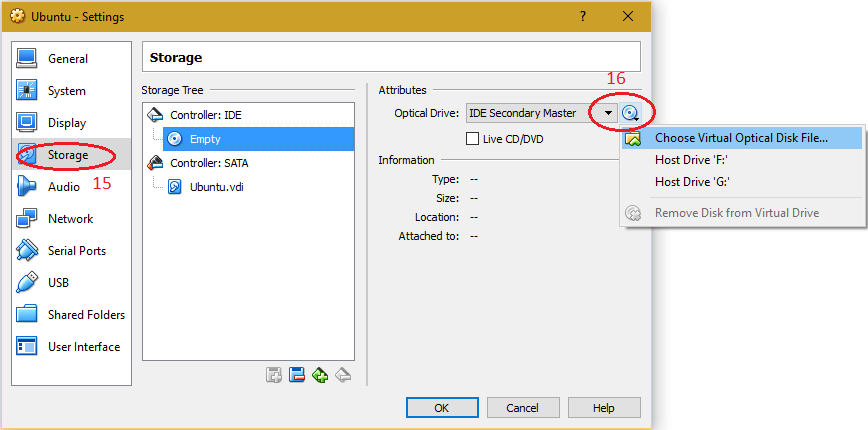 Ubuntu - Settings
?
General
System
Display
Storage
15
Audio
Network
Serial Ports
USB
Shared Folders
User Interface
Storage
Storage Tree
Controller: IDE
Empty
Controller: SATA
Ubuntu.vdi
Attributes
16
Optical Drive: IDE Secondary Master
Live CD/DVD
Information
Type: --
Size: --
Location: --
Attached to: --
Choose Virtual Optical Disk File...
Host Drive 'F:'
Host Drive 'G:'
Remove Disk from Virtual Drive
OK Cancel Help